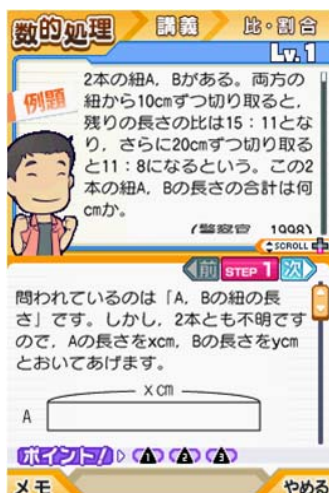 数的処理 講義 比・割合
Lv.1
例題
2本の紐A，Bがある。両方の
紐から10cmずつ切り取ると，
残りの長さの比は15：11とな
り，さらに20cmずつ切り取る
と11：8になるという。この2
本の紐A，Bの長さの合計は何
cmか。
(警察官 1998)
SCROLL
前 STEP 1 次
問われているのは「A，Bの紐の長
さ」です。しかし，2本とも不明です
ので，Aの長さをxcm，Bの長さをycm
とおいてあげます。
x cm
A
ポイント! 1 2 3
メモ やめる